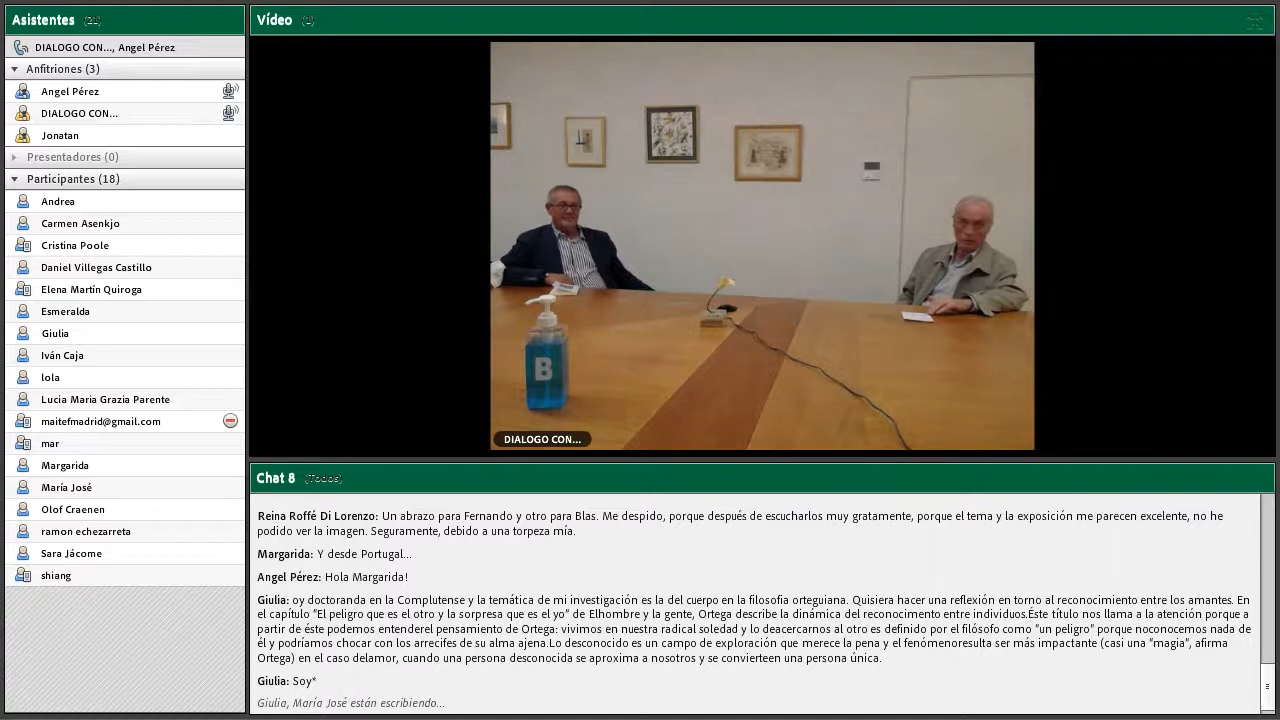 Asistentes (21)
DIALOGO CON..., Angel Pérez
Anfitriones (3)
Angel Pérez
DIALOGO CON...
Jonatan
Presentadores (0)
Participantes (18)
Andrea
Carmen Asenkjo
Cristina Poole
Daniel Villegas Castillo
Elena Martín Quiroga
Esmeralda
Giulia
Iván Caja
lola
Lucia Maria Grazia Parente
maitefmadrid@gmail.com
mar
Margarida
María José
Olof Craenen
ramon echezarreta
Sara Jácome
shiang
Vídeo (1)
B
DIALOGO CON...
Chat 8 (Todos)
Reina Roffé Di Lorenzo: Un abrazo para Fernando y otro para Blas. Me despido, porque después de escucharlos muy gratamente, porque el tema y la exposición me parecen excelente, no he
podido ver la imagen. Seguramente, debido a una torpeza mía.
Margarida: Y desde Portugal...
Angel Pérez: Hola Margarida!
Giulia: oy doctoranda en la Complutense y la temática de mi investigación es la del cuerpo en la filosofia orteguiana. Quisiera hacer una reflexión en torno al reconocimiento entre los amantes. En
el capítulo "El peligro que es el otro y la sorpresa que es el yo" de Elhombre y la gente, Ortega describe la dinámica del reconocimento entre individuos.Éste título nos llama a la atención porque a
partir de éste podemos entenderel pensamiento de Ortega: vivimos en nuestra radical soledad y lo deacercarnos al otro es definido por el filósofo como "un peligro" porque noconocemos nada de
él y podríamos chocar con los arrecifes de su alma ajena.Lo desconocido es un campo de exploración que merece la pena y el fenómenoresulta ser más impactante (casi una "magia", afirma
Ortega) en el caso delamor, cuando una persona desconocida se aproxima a nosotros y se convierteen una persona única.
Giulia: Soy*
Giulia, María José están escribiendo...